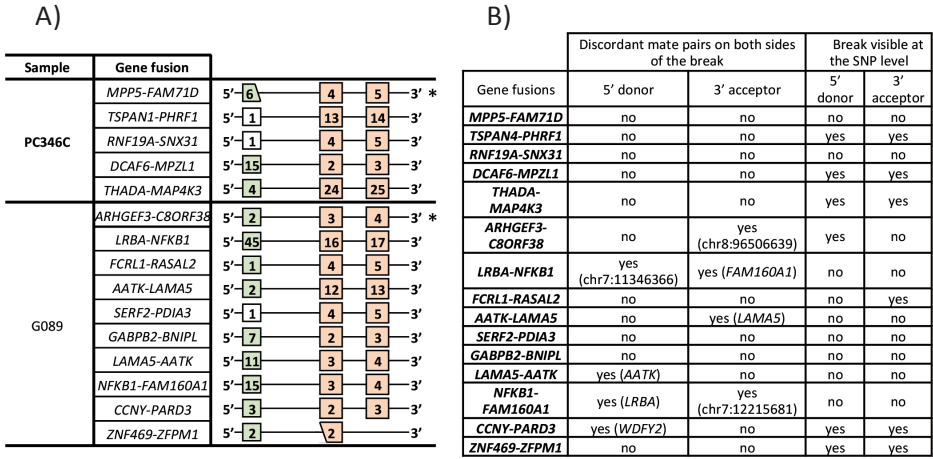 A)
Sample Gene fusion
PC346C
MPP5-FAM71D 5’ 6 4 5 3’ *
TSPAN1-PHRF1 5’ 1 13 14 3’
RNF19A-SNX31 5’ 1 4 5 3’
DCAF6-MPZL1 5’ 15 2 3 3’
THADA-MAP4K3 5’ 4 24 25 3’
G089
ARHGEF3-C8ORF38 5’ 2 3 4 3’ *
LRBA-NFKB1 5’ 45 16 17 3’
FCRL1-RASAL2 5’ 1 4 5 3’
AATK-LAMA5 5’ 2 12 13 3’
SERF2-PDIA3 5’ 1 4 5 3’
GABPB2-BNIPL 5’ 7 2 3 3’
LAMA5-AATK 5’ 11 3 4 3’
NFKB1-FAM160A1 5’ 15 3 4 3’
CCNY-PARD3 5’ 3 2 3 3’
ZNF469-ZFPM1 5’ 2 2 3’
B)
Discordant mate pairs on both sides Break visible at
of the break the SNP level
Gene fusions 5’ donor 3’ acceptor 5’ 3’
donor acceptor
MPP5-FAM71D no no no no
TSPAN4-PHRF1 no no yes yes
RNF19A-SNX31 no no no no
DCAF6-MPZL1 no no yes yes
THADA-
MAP4K3 no no yes yes
ARHGEF3- yes
C8ORF38 no (chr8:96506639) yes no
LRBA-NFKB1 yes
(chr7:11346366) yes (FAM160A1) no no
FCRL1-RASAL2 no no no yes
AATK-LAMA5 no yes (LAMA5) no no
SERF2-PDIA3 no no no no
GABPB2-BNIPL no no no no
LAMA5-AATK yes (AATK) no no no
NFKB1- yes
FAM160A1 yes (LRBA) (chr7:12215681) no no
CCNY-PARD3 yes (WDFY2) no yes yes
ZNF469-ZFPM1 no no yes yes